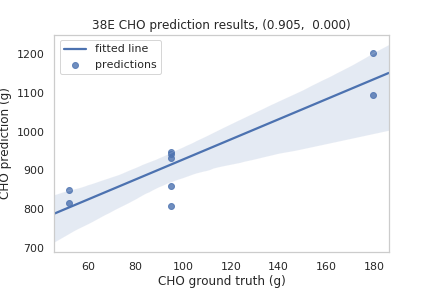 38E CHO prediction results, (0.905, 0.000)
fitted line
predictions
CHO prediction (g)
1200
1100
1000
900
800
700
60 80 100 120 140 160 180
CHO ground truth (g)